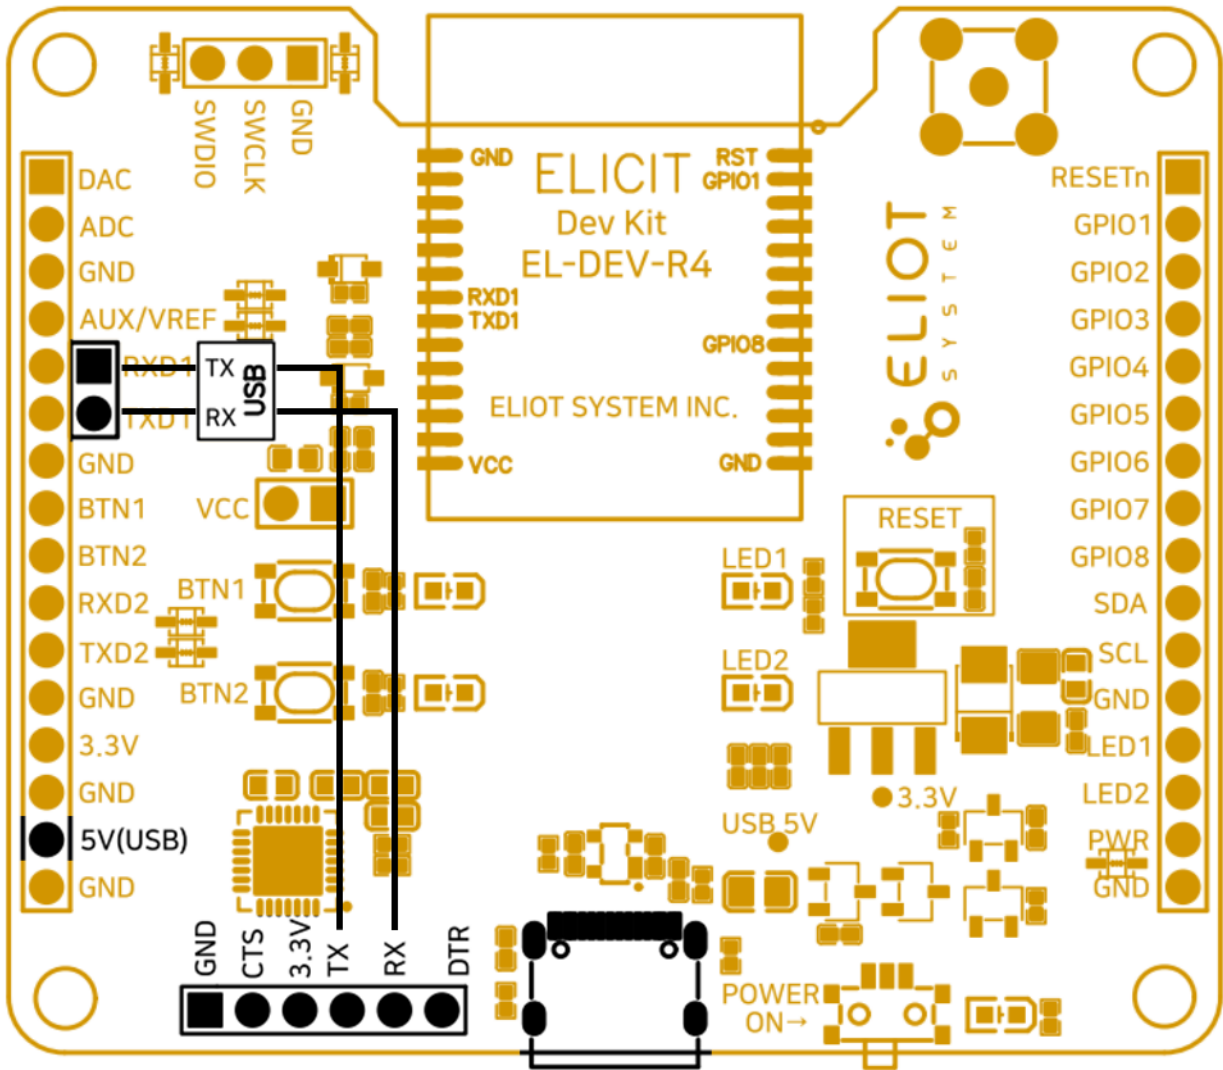 SWDIO
SWCLK
GND
DAC
ADC
GND
AUX/VREF
RXD1
TXD1
GND
BTN1
BTN2
RXD2
TXD2
GND
3.3V
GND
5V(USB)
GND
TX
RX
USB
VCC
BTN1
BTN2
GND
RXD1
TXD1
VCC
ELICIT
Dev Kit
EL-DEV-R4
ELIOT SYSTEM INC.
RST
GPIO1
GPIO8
GND
ELIOT
SYSTEM
RESET
LED1
LED2
3.3V
USB 5V
POWER
ON→
RESETn
GPIO1
GPIO2
GPIO3
GPIO4
GPIO5
GPIO6
GPIO7
GPIO8
SDA
SCL
GND
LED1
LED2
PWR
GND
GND
CTS
3.3V
TX
RX
DTR